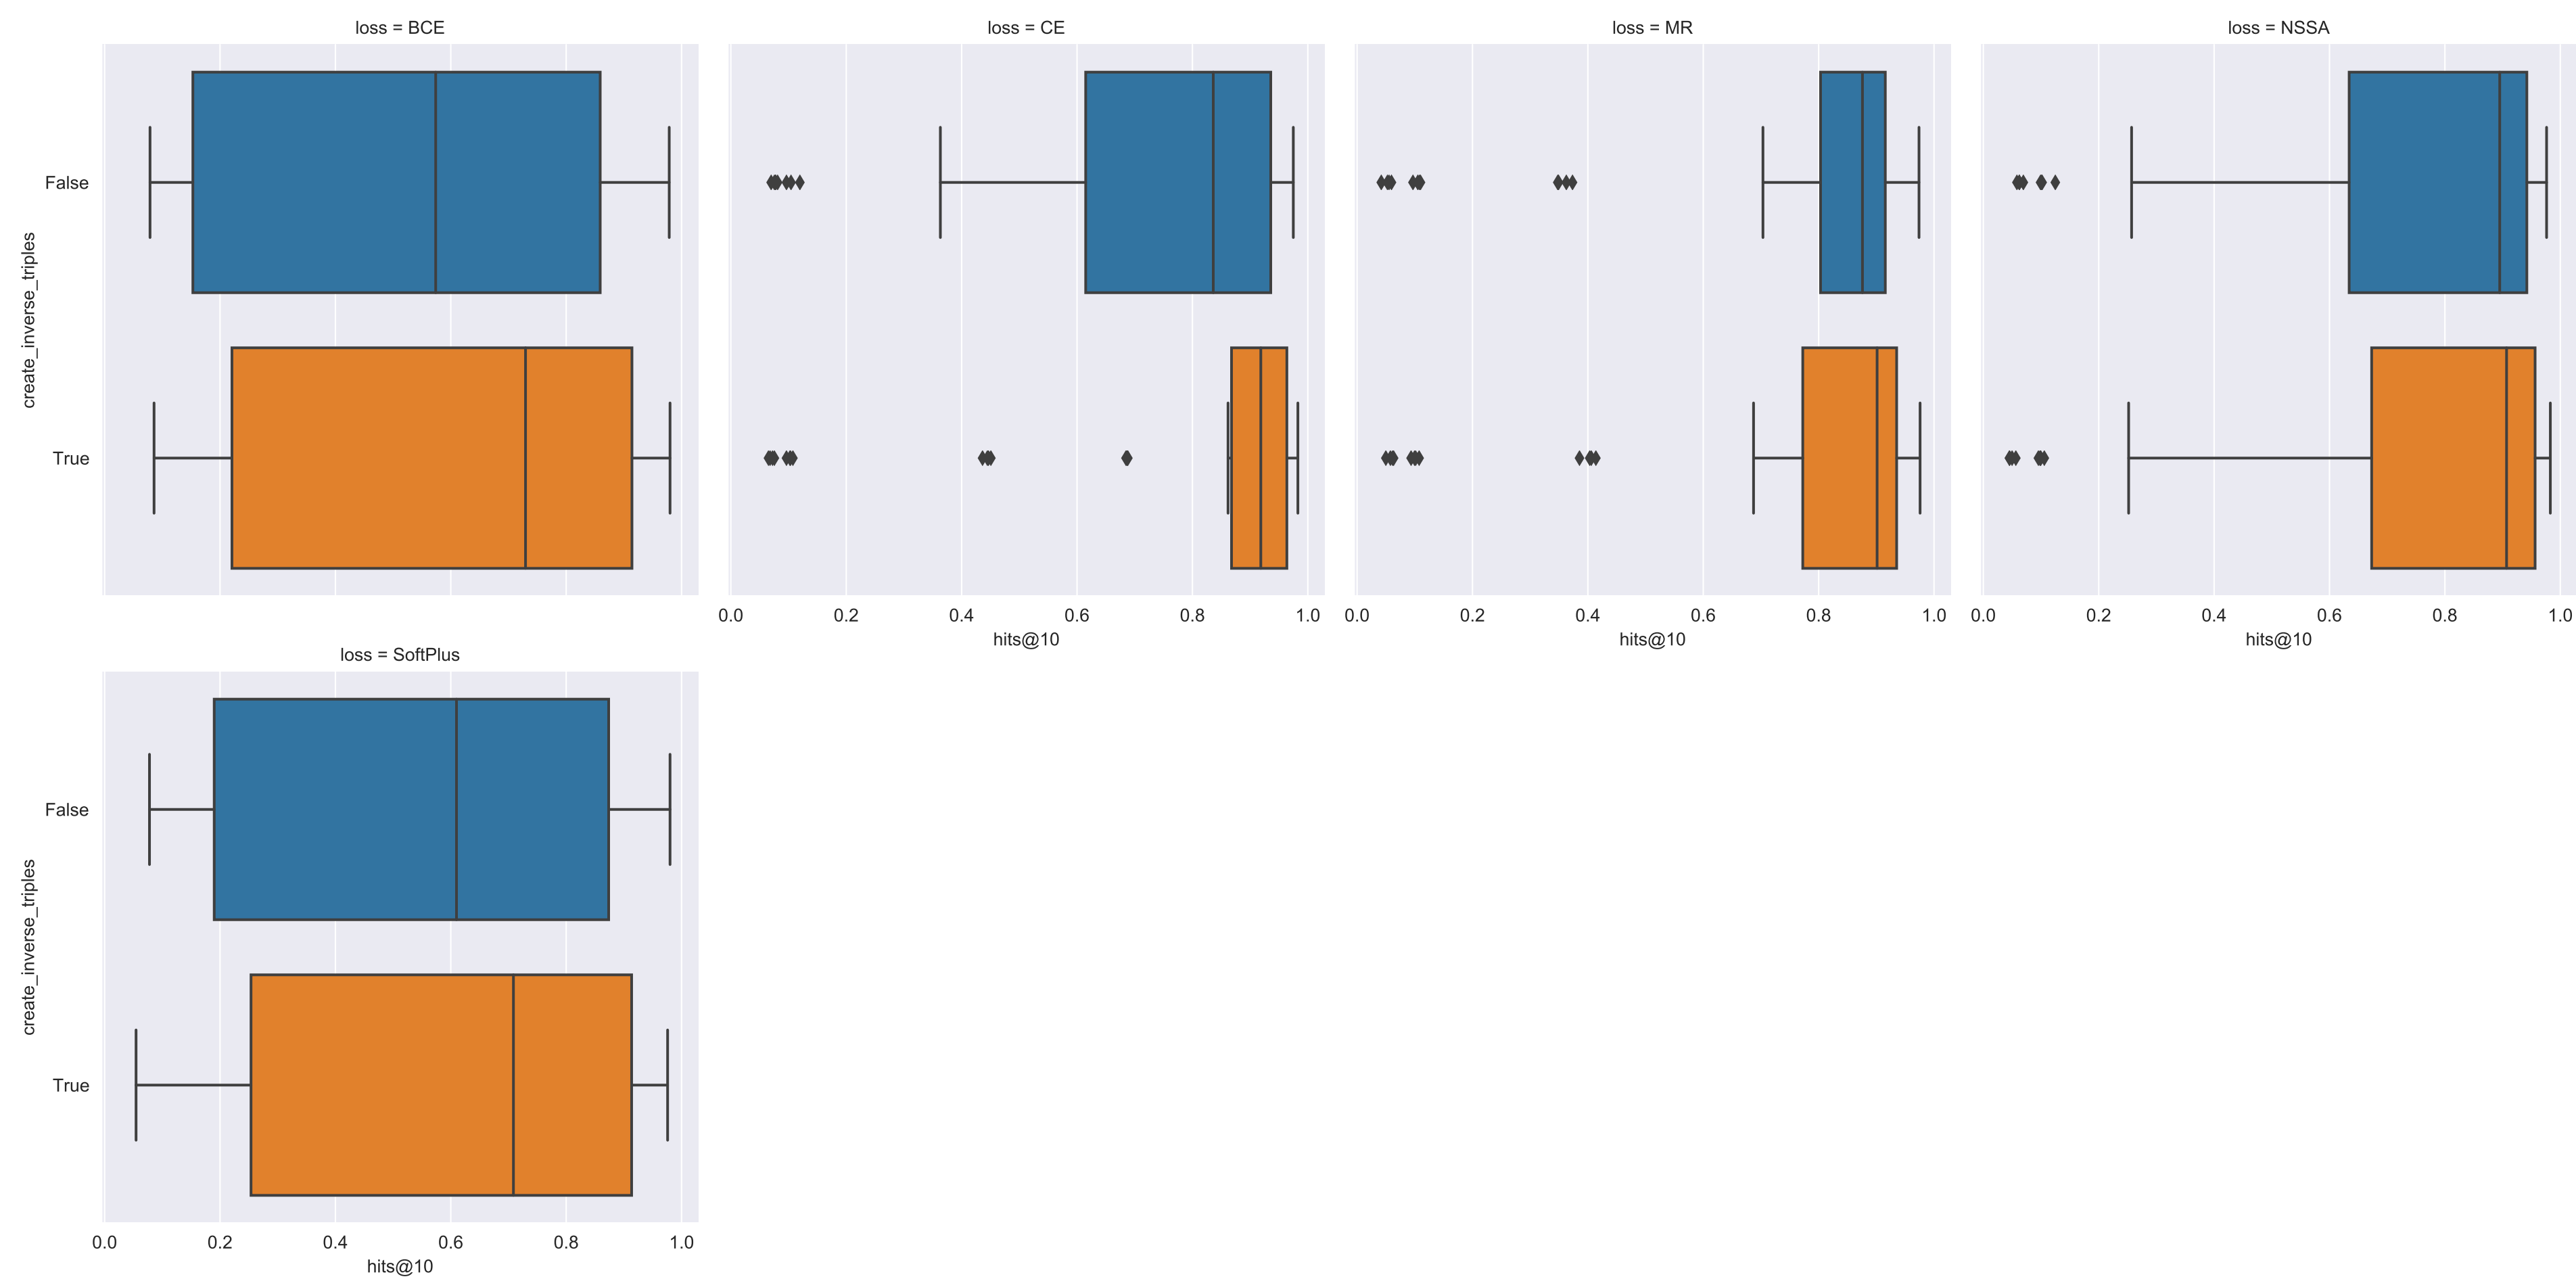 loss = BCE
loss = CE
loss = MR
loss = NSSA
create_inverse_triples
False
True
0.0 0.2 0.4 0.6 0.8 1.0
hits@10
0.0 0.2 0.4 0.6 0.8 1.0
hits@10
0.0 0.2 0.4 0.6 0.8 1.0
hits@10
loss = SoftPlus
create_inverse_triples
False
True
0.0 0.2 0.4 0.6 0.8 1.0
hits@10